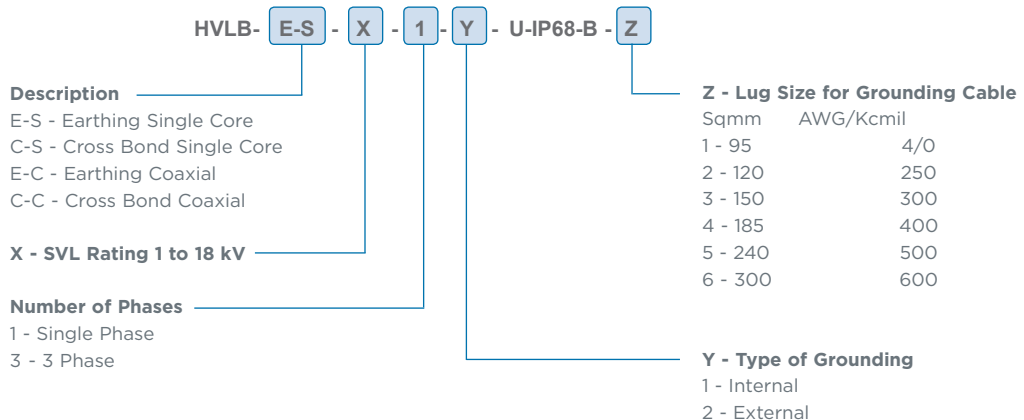 HVLB- E-S - X - 1 - Y - U-IP68-B - Z
Description
E-S - Earthing Single Core
C-S - Cross Bond Single Core
E-C - Earthing Coaxial
C-C - Cross Bond Coaxial
X - SVL Rating 1 to 18 kV
Number of Phases
1 - Single Phase
3 - 3 Phase
Z - Lug Size for Grounding Cable
Sqmm AWG/Kcmil
1 - 95 4/0
2 - 120 250
3 - 150 300
4 - 185 400
5 - 240 500
6 - 300 600
Y - Type of Grounding
1 - Internal
2 - External